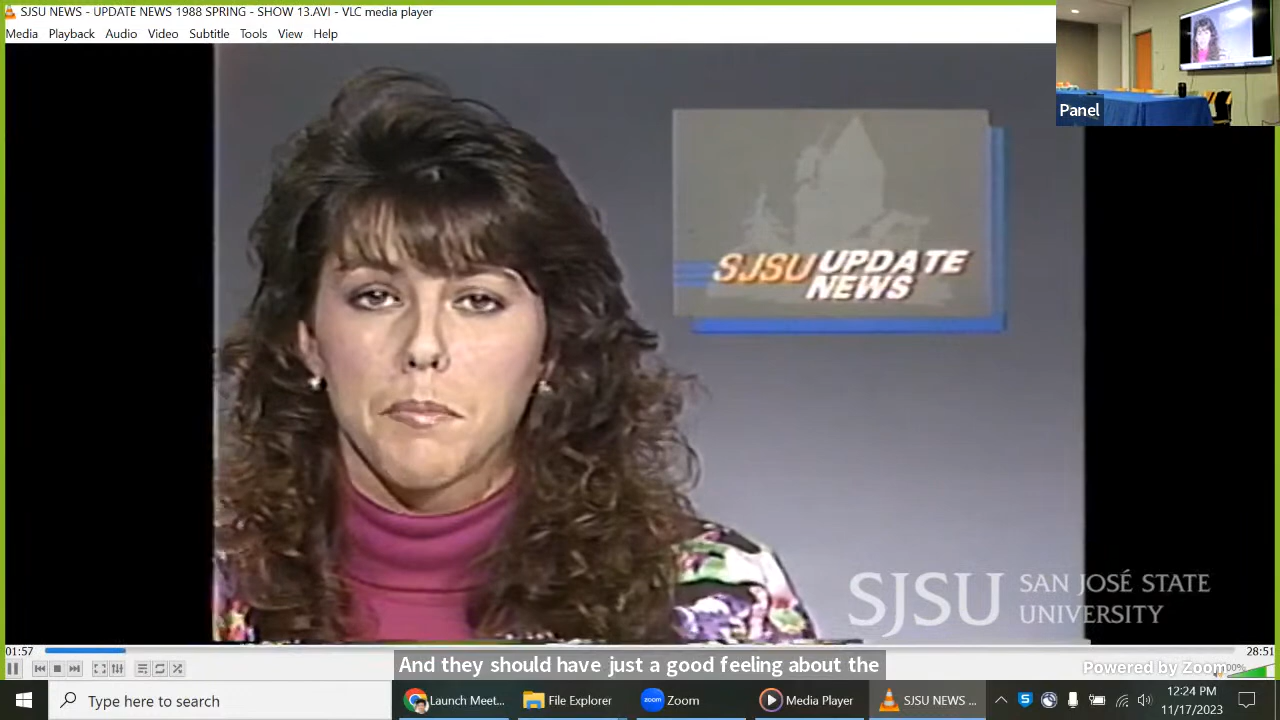 SJSU NEWS - UPDATE NEWS 1988 SPRING - SHOW 13.AVI - VLC media player
Media Playback Audio Video Subtitle Tools View Help
Panel
SJSU UPDATE
NEWS
SJSU SAN JOSÉ STATE
UNIVERSITY
01:57
28:51
And they should have just a good feeling about the
Powered by Zoom
Type here to search
Launch Meet...
File Explorer
Zoom
Media Player
SJSU NEWS ...
12:24 PM
11/17/2023